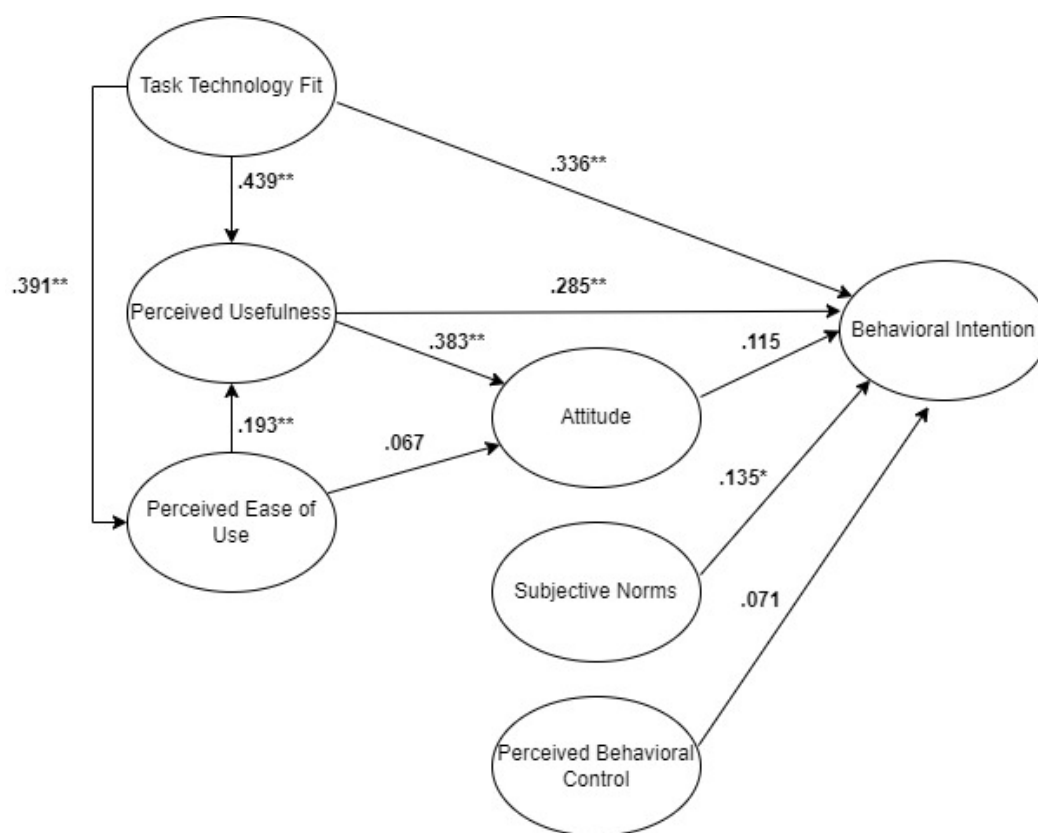 Task Technology Fit
.336**
.439**
.391**
Perceived Usefulness
.285**
Behavioral Intention
.383**
.115
Attitude
.193**
.067
Perceived Ease of
Use
.135*
Subjective Norms
.071
Perceived Behavioral
Control